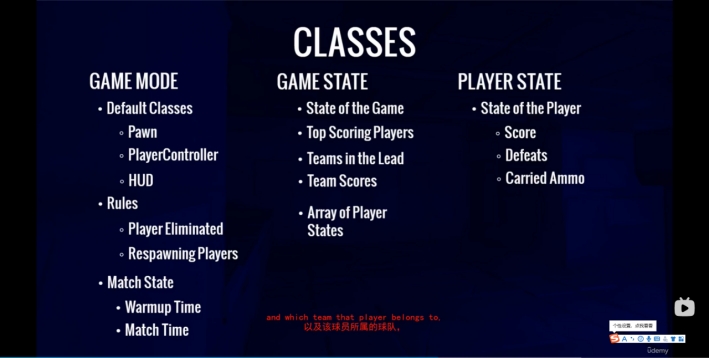 CLASSES
GAME MODE
• Default Classes
○ Pawn
○ PlayerController
○ HUD
• Rules
○ Player Eliminated
○ Respawning Players
• Match State
• Warmup Time
• Match Time
GAME STATE
• State of the Game
• Top Scoring Players
• Teams in the Lead
• Team Scores
• Array of Player
States
PLAYER STATE
• State of the Player
○ Score
○ Defeats
○ Carried Ammo
and which team that player belongs to,
以及该球员所属的球队,
udemy